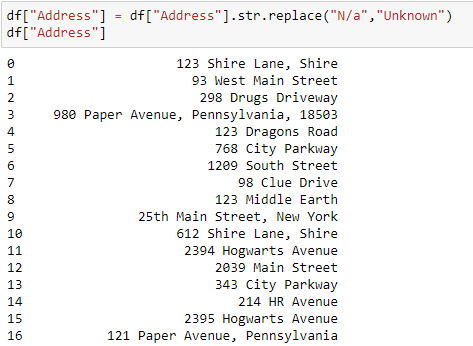 df["Address"] = df["Address"].str.replace("N/a","Unknown")
df["Address"]
0 123 Shire Lane, Shire
1 93 West Main Street
2 298 Drugs Driveway
3 980 Paper Avenue, Pennsylvania, 18503
4 123 Dragons Road
5 768 City Parkway
6 1209 South Street
7 98 Clue Drive
8 123 Middle Earth
9 25th Main Street, New York
10 612 Shire Lane, Shire
11 2394 Hogwarts Avenue
12 2039 Main Street
13 343 City Parkway
14 214 HR Avenue
15 2395 Hogwarts Avenue
16 121 Paper Avenue, Pennsylvania